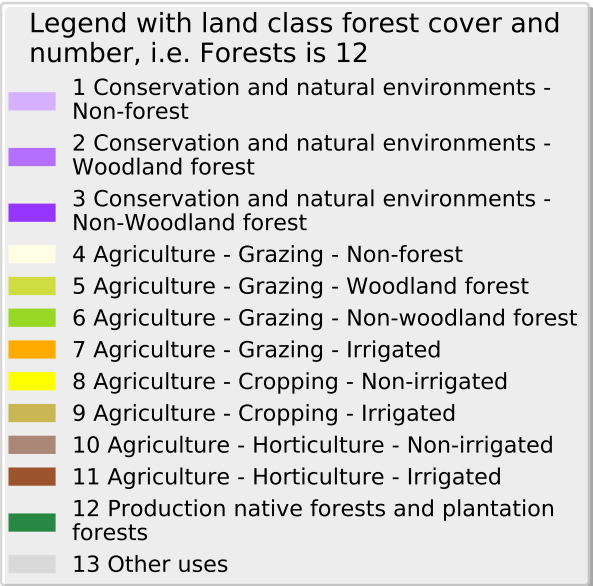 Legend with land class forest cover and
number, i.e. Forests is 12
1 Conservation and natural environments -
Non-forest
2 Conservation and natural environments -
Woodland forest
3 Conservation and natural environments -
Non-Woodland forest
4 Agriculture - Grazing - Non-forest
5 Agriculture - Grazing - Woodland forest
6 Agriculture - Grazing - Non-woodland forest
7 Agriculture - Grazing - Irrigated
8 Agriculture - Cropping - Non-irrigated
9 Agriculture - Cropping - Irrigated
10 Agriculture - Horticulture - Non-irrigated
11 Agriculture - Horticulture - Irrigated
12 Production native forests and plantation
forests
13 Other uses